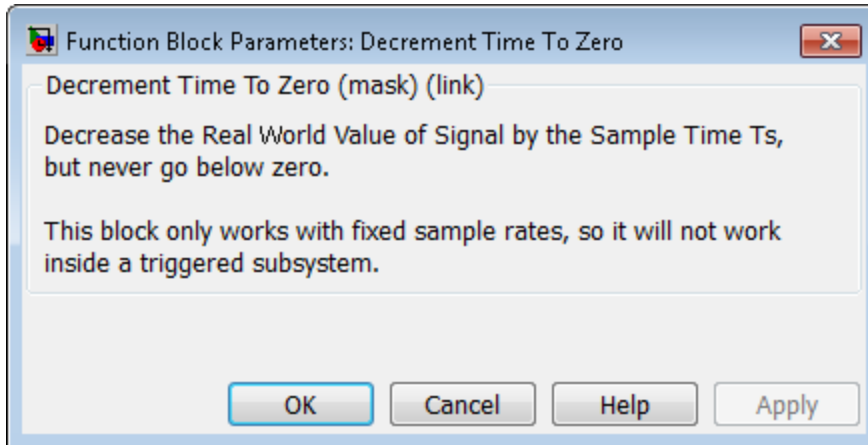 Function Block Parameters: Decrement Time To Zero
Decrement Time To Zero (mask) (link)
Decrease the Real World Value of Signal by the Sample Time Ts,
but never go below zero.
This block only works with fixed sample rates, so it will not work
inside a triggered subsystem.
OK Cancel Help Apply